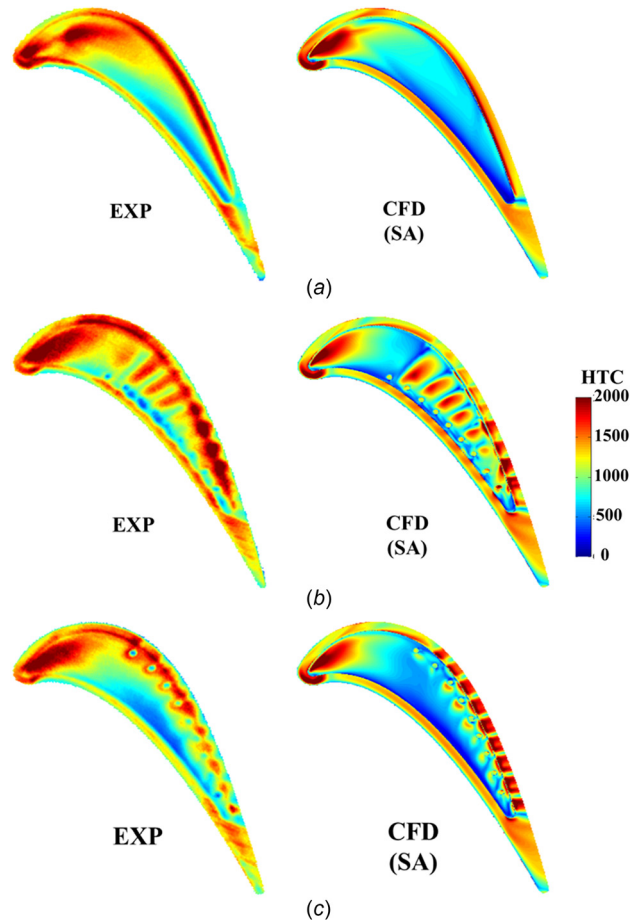 EXP
CFD
(SA)
(a)
EXP
CFD
(SA)
HTC
2000
1500
1000
500
0
(b)
EXP
CFD
(SA)
(c)